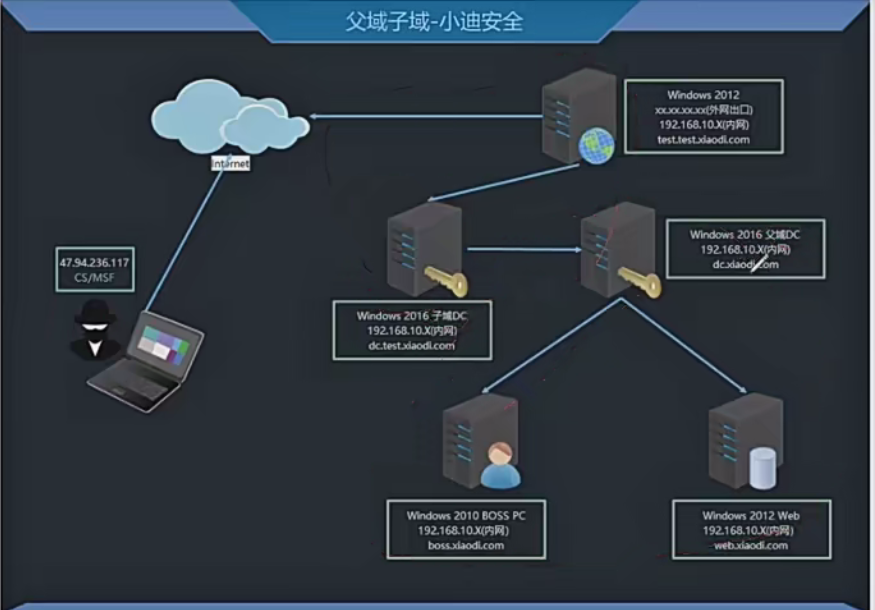 父域子域-小迪安全
Windows 2012
xx.xx.xx.xx(外网出口)
192.168.10.X(内网)
test.test.xiaodi.com
Internet
Windows 2016 父域DC
192.168.10.X(内网)
dc.xiaodi.com
47.94.236.117
CS/MSF
Windows 2016 子域DC
192.168.10.X(内网)
dc.test.xiaodi.com
Windows 2010 BOSS PC
192.168.10.X(内网)
boss.xiaodi.com
Windows 2012 Web
192.168.10.X(内网)
web.xiaodi.com